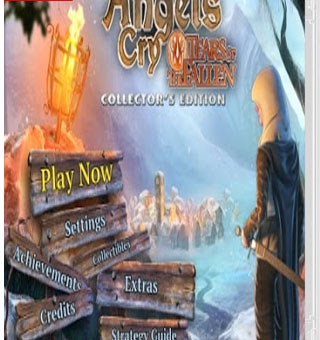 Angels
Cry
TEARS OF
THE FALLEN
COLLECTOR'S EDITION
Play Now
Settings
Collectibles
Achievements
Extras
Credits
Strategy Guide